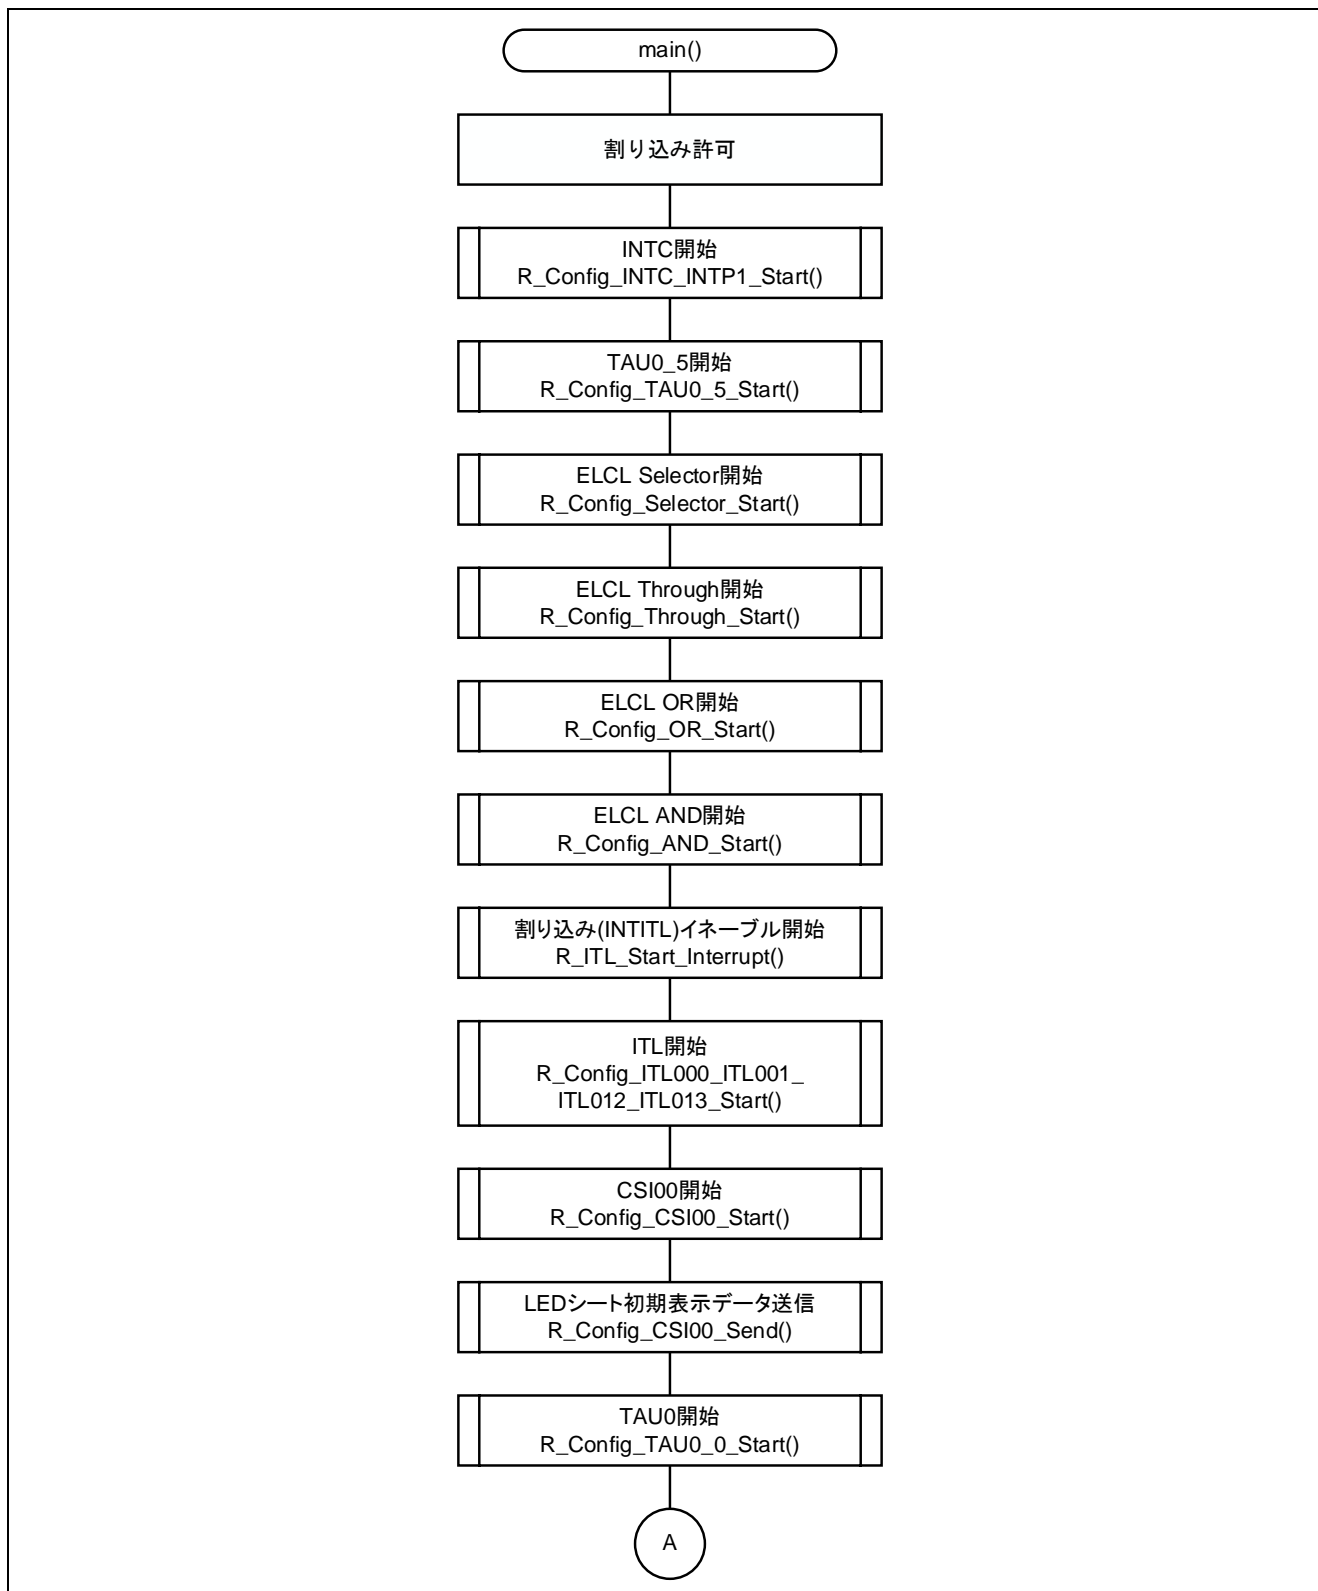 main()
割り込み許可
INTC開始
R_Config_INTC_INTP1_Start()
TAU0_5開始
R_Config_TAU0_5_Start()
ELCL Selector開始
R_Config_Selector_Start()
ELCL Through開始
R_Config_Through_Start()
ELCL OR開始
R_Config_OR_Start()
ELCL AND開始
R_Config_AND_Start()
割り込み(INTITL)イネーブル開始
R_ITL_Start_Interrupt()
ITL開始
R_Config_ITL000_ITL001_
ITL012_ITL013_Start()
CSI00開始
R_Config_CSI00_Start()
LEDシート初期表示データ送信
R_Config_CSI00_Send()
TAU0開始
R_Config_TAU0_0_Start()
A